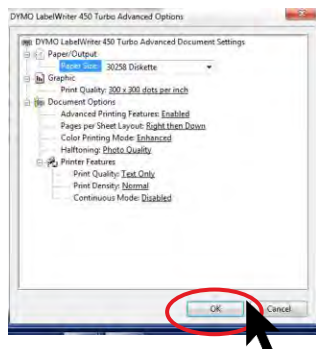 DYMO LabelWriter 450 Turbo Advanced Options
DYMO LabelWriter 450 Turbo Advanced Document Settings
Paper/Output
Paper Size: 30258 Diskette
Graphic
Print Quality: 300 x 300 dots per inch
Document Options
Advanced Printing Features: Enabled
Pages per Sheet Layout: Right then Down
Color Printing Mode: Enhanced
Halftoning: Photo Quality
Printer Features
Print Quality: Text Only
Print Density: Normal
Continuous Mode: Disabled
OK
Cancel